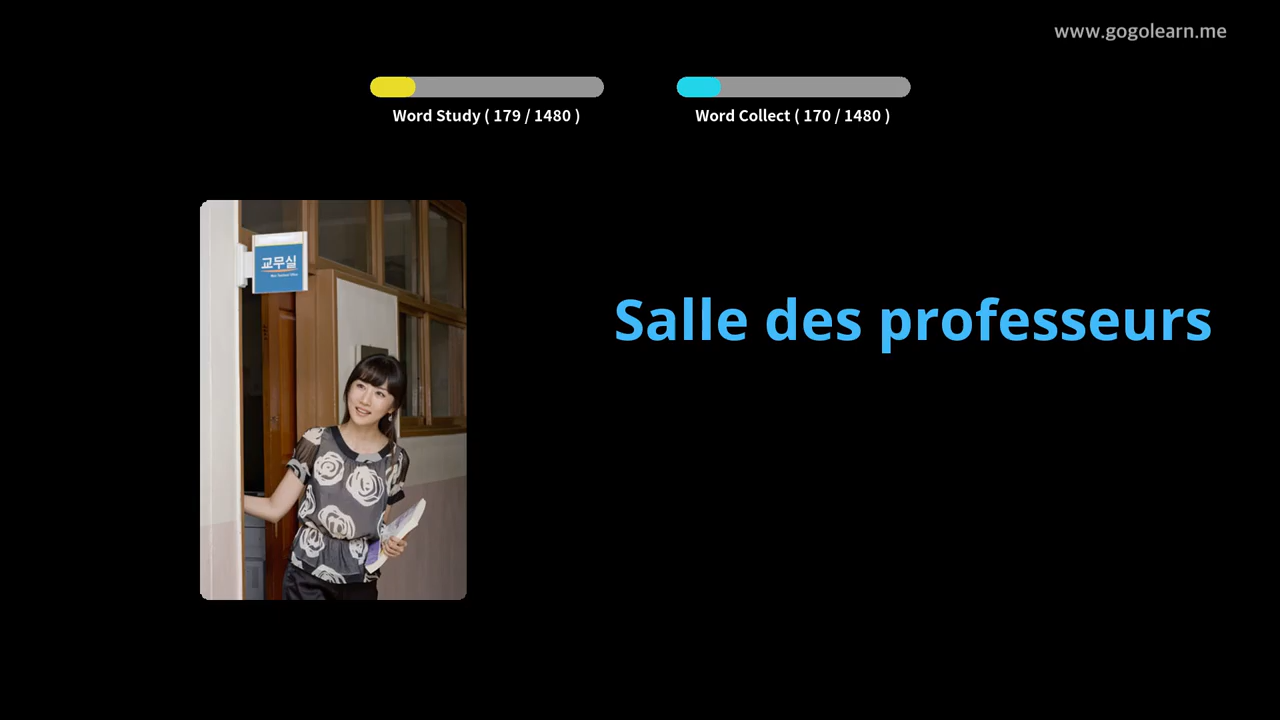 www.gogolearn.me
Word Study ( 179 / 1480 )
Word Collect ( 170 / 1480 )
교무실
Salle des professeurs